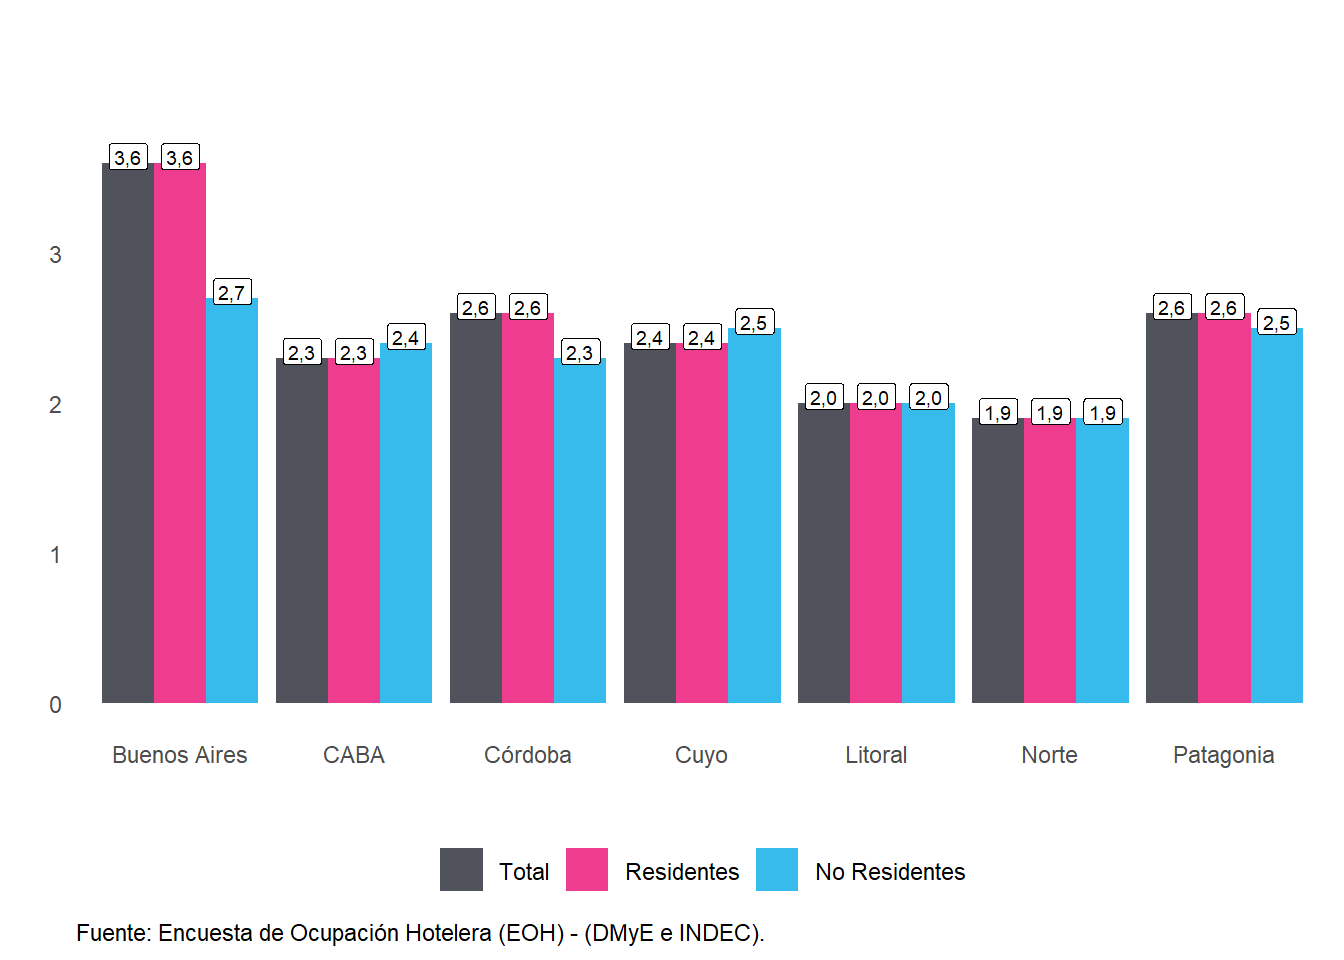 3,6 3,6 2,7
2,3 2,3 2,4
2,6 2,6 2,3
2,4 2,4 2,5
2,0 2,0 2,0
1,9 1,9 1,9
2,6 2,6 2,5
3
2
1
0
Buenos Aires CABA Córdoba Cuyo Litoral Norte Patagonia
Total Residentes No Residentes
Fuente: Encuesta de Ocupación Hotelera (EOH) - (DMyE e INDEC).